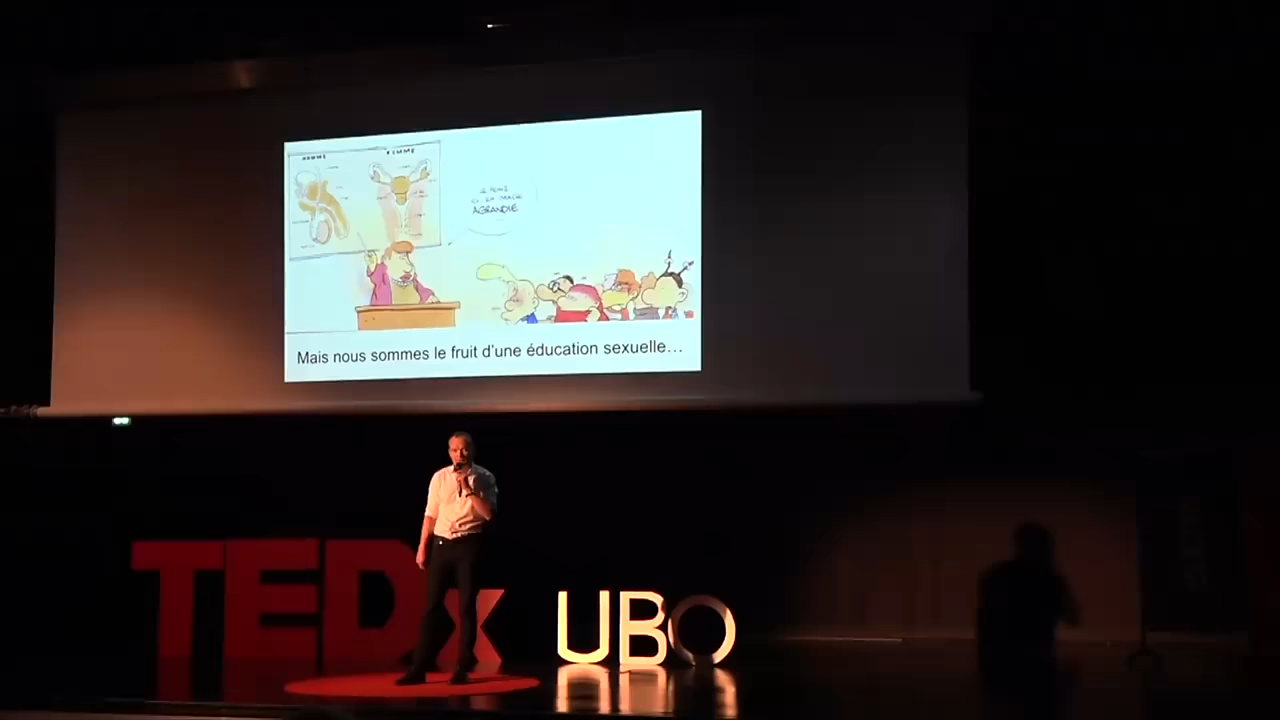 HOMME FEMME
AGRANDIE
Mais nous sommes le fruit d'une éducation sexuelle…
TEDx UBO